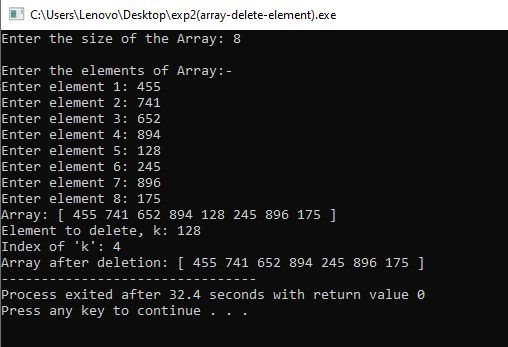 C:\Users\Lenovo\Desktop\exp2(array-delete-element).exe
Enter the size of the Array: 8
Enter the elements of Array:-
Enter element 1: 455
Enter element 2: 741
Enter element 3: 652
Enter element 4: 894
Enter element 5: 128
Enter element 6: 245
Enter element 7: 896
Enter element 8: 175
Array: [ 455 741 652 894 128 245 896 175 ]
Element to delete, k: 128
Index of 'k': 4
Array after deletion: [ 455 741 652 894 245 896 175 ]
--------------------------------
Process exited after 32.4 seconds with return value 0
Press any key to continue . . .